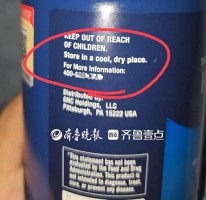 KEEP OUT OF REACH
OF CHILDREN.
Store in a cool, dry place.
For More Information:
400-
Distributed by:
GNC Holdings, LLC
Pittsburgh, PA 15222 USA
齐鲁晚报 齐鲁壹点
*This statement has not been
evaluated by the Food and Drug
Administration. This product is
not intended to diagnose, treat,
cure, or prevent any disease.